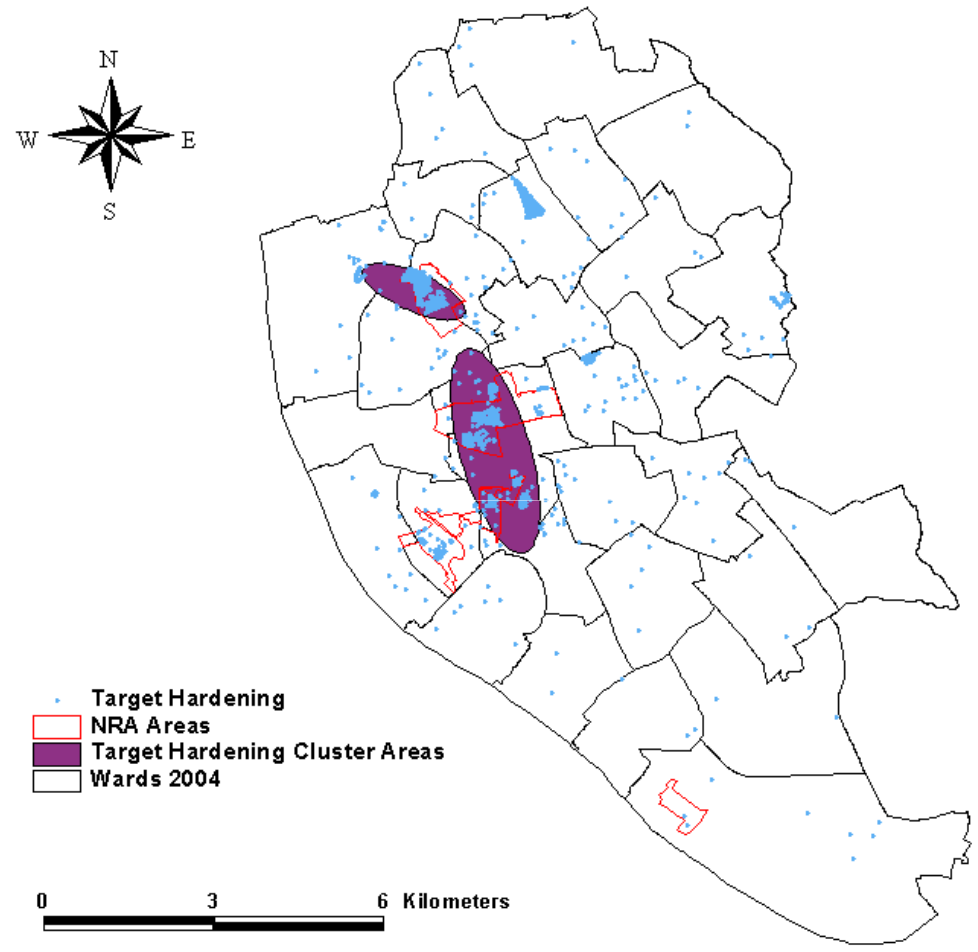 N
W E
S
Target Hardening
NRA Areas
Target Hardening Cluster Areas
Wards 2004
0 3 6 Kilometers